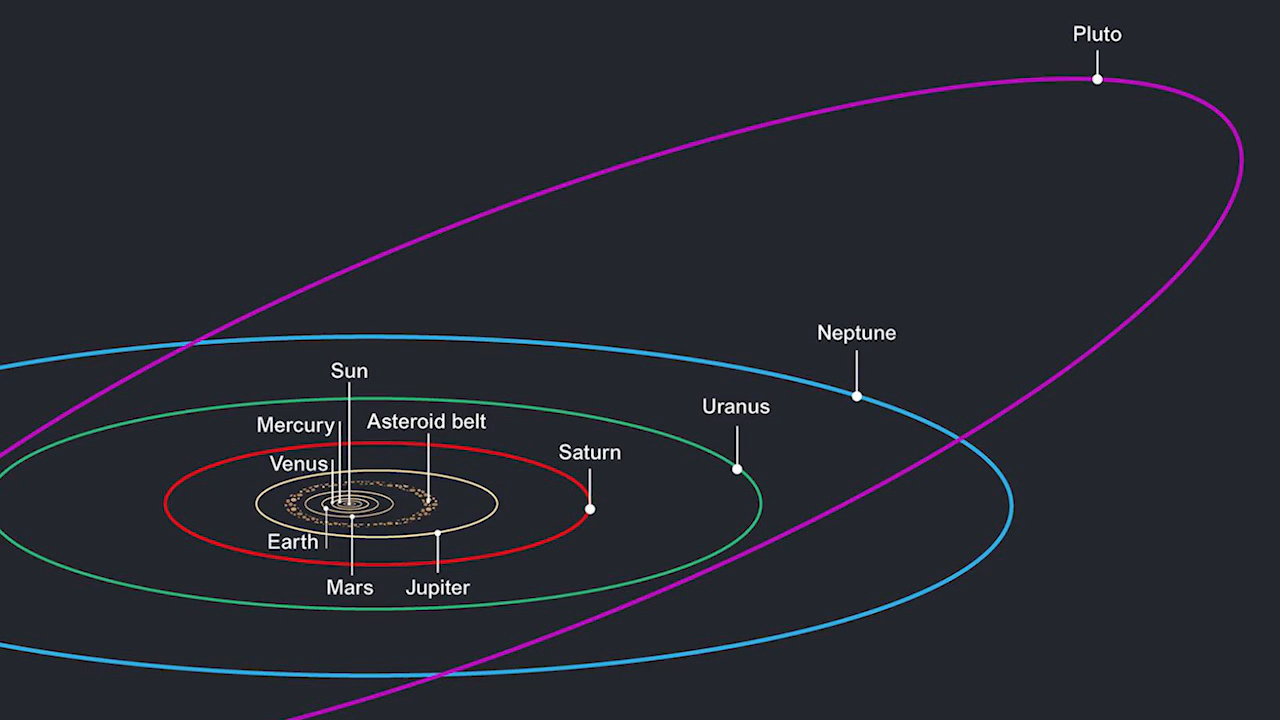 Pluto
Neptune
Sun
Uranus
Mercury
Asteroid belt
Saturn
Venus
Earth
Mars
Jupiter